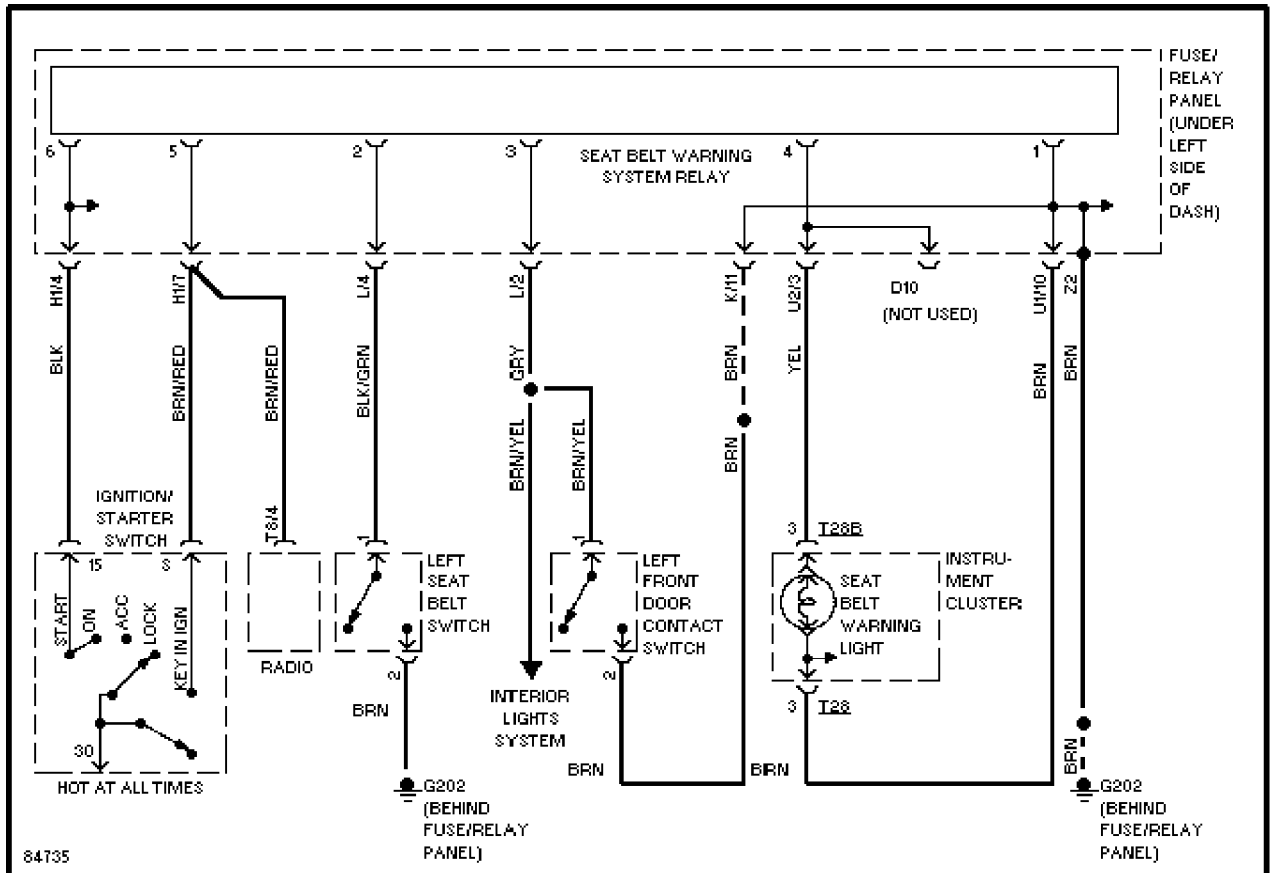 FUSE/
RELAY
PANEL
(UNDER
LEFT
SIDE
OF
DASH)
6
5
2
3
SEAT BELT WARNING
SYSTEM RELAY
4
1
H1/4
H1/7
L/4
L/2
K/11
U2/3
D10
(NOT USED)
U1/10
Z2
BLK
BRN/RED
BRN/RED
BLK/GRN
GRY
BRN
YEL
BRN
BRN
BRN/YEL
BRN/YEL
BRN
IGNITION/
STARTER
SWITCH
T8/4
1
1
3 T28B
15
S
START
ON
ACC
LOCK
KEY IN IGN
30
HOT AT ALL TIMES
RADIO
LEFT
SEAT
BELT
SWITCH
2
BRN
G202
(BEHIND
FUSE/RELAY
PANEL)
INTERIOR
LIGHTS
SYSTEM
LEFT
FRONT
DOOR
CONTACT
SWITCH
2
BRN
BRN
SEAT
BELT
WARNING
LIGHT
INSTRU-
MENT
CLUSTER
3 T28
BRN
G202
(BEHIND
FUSE/RELAY
PANEL)
84735